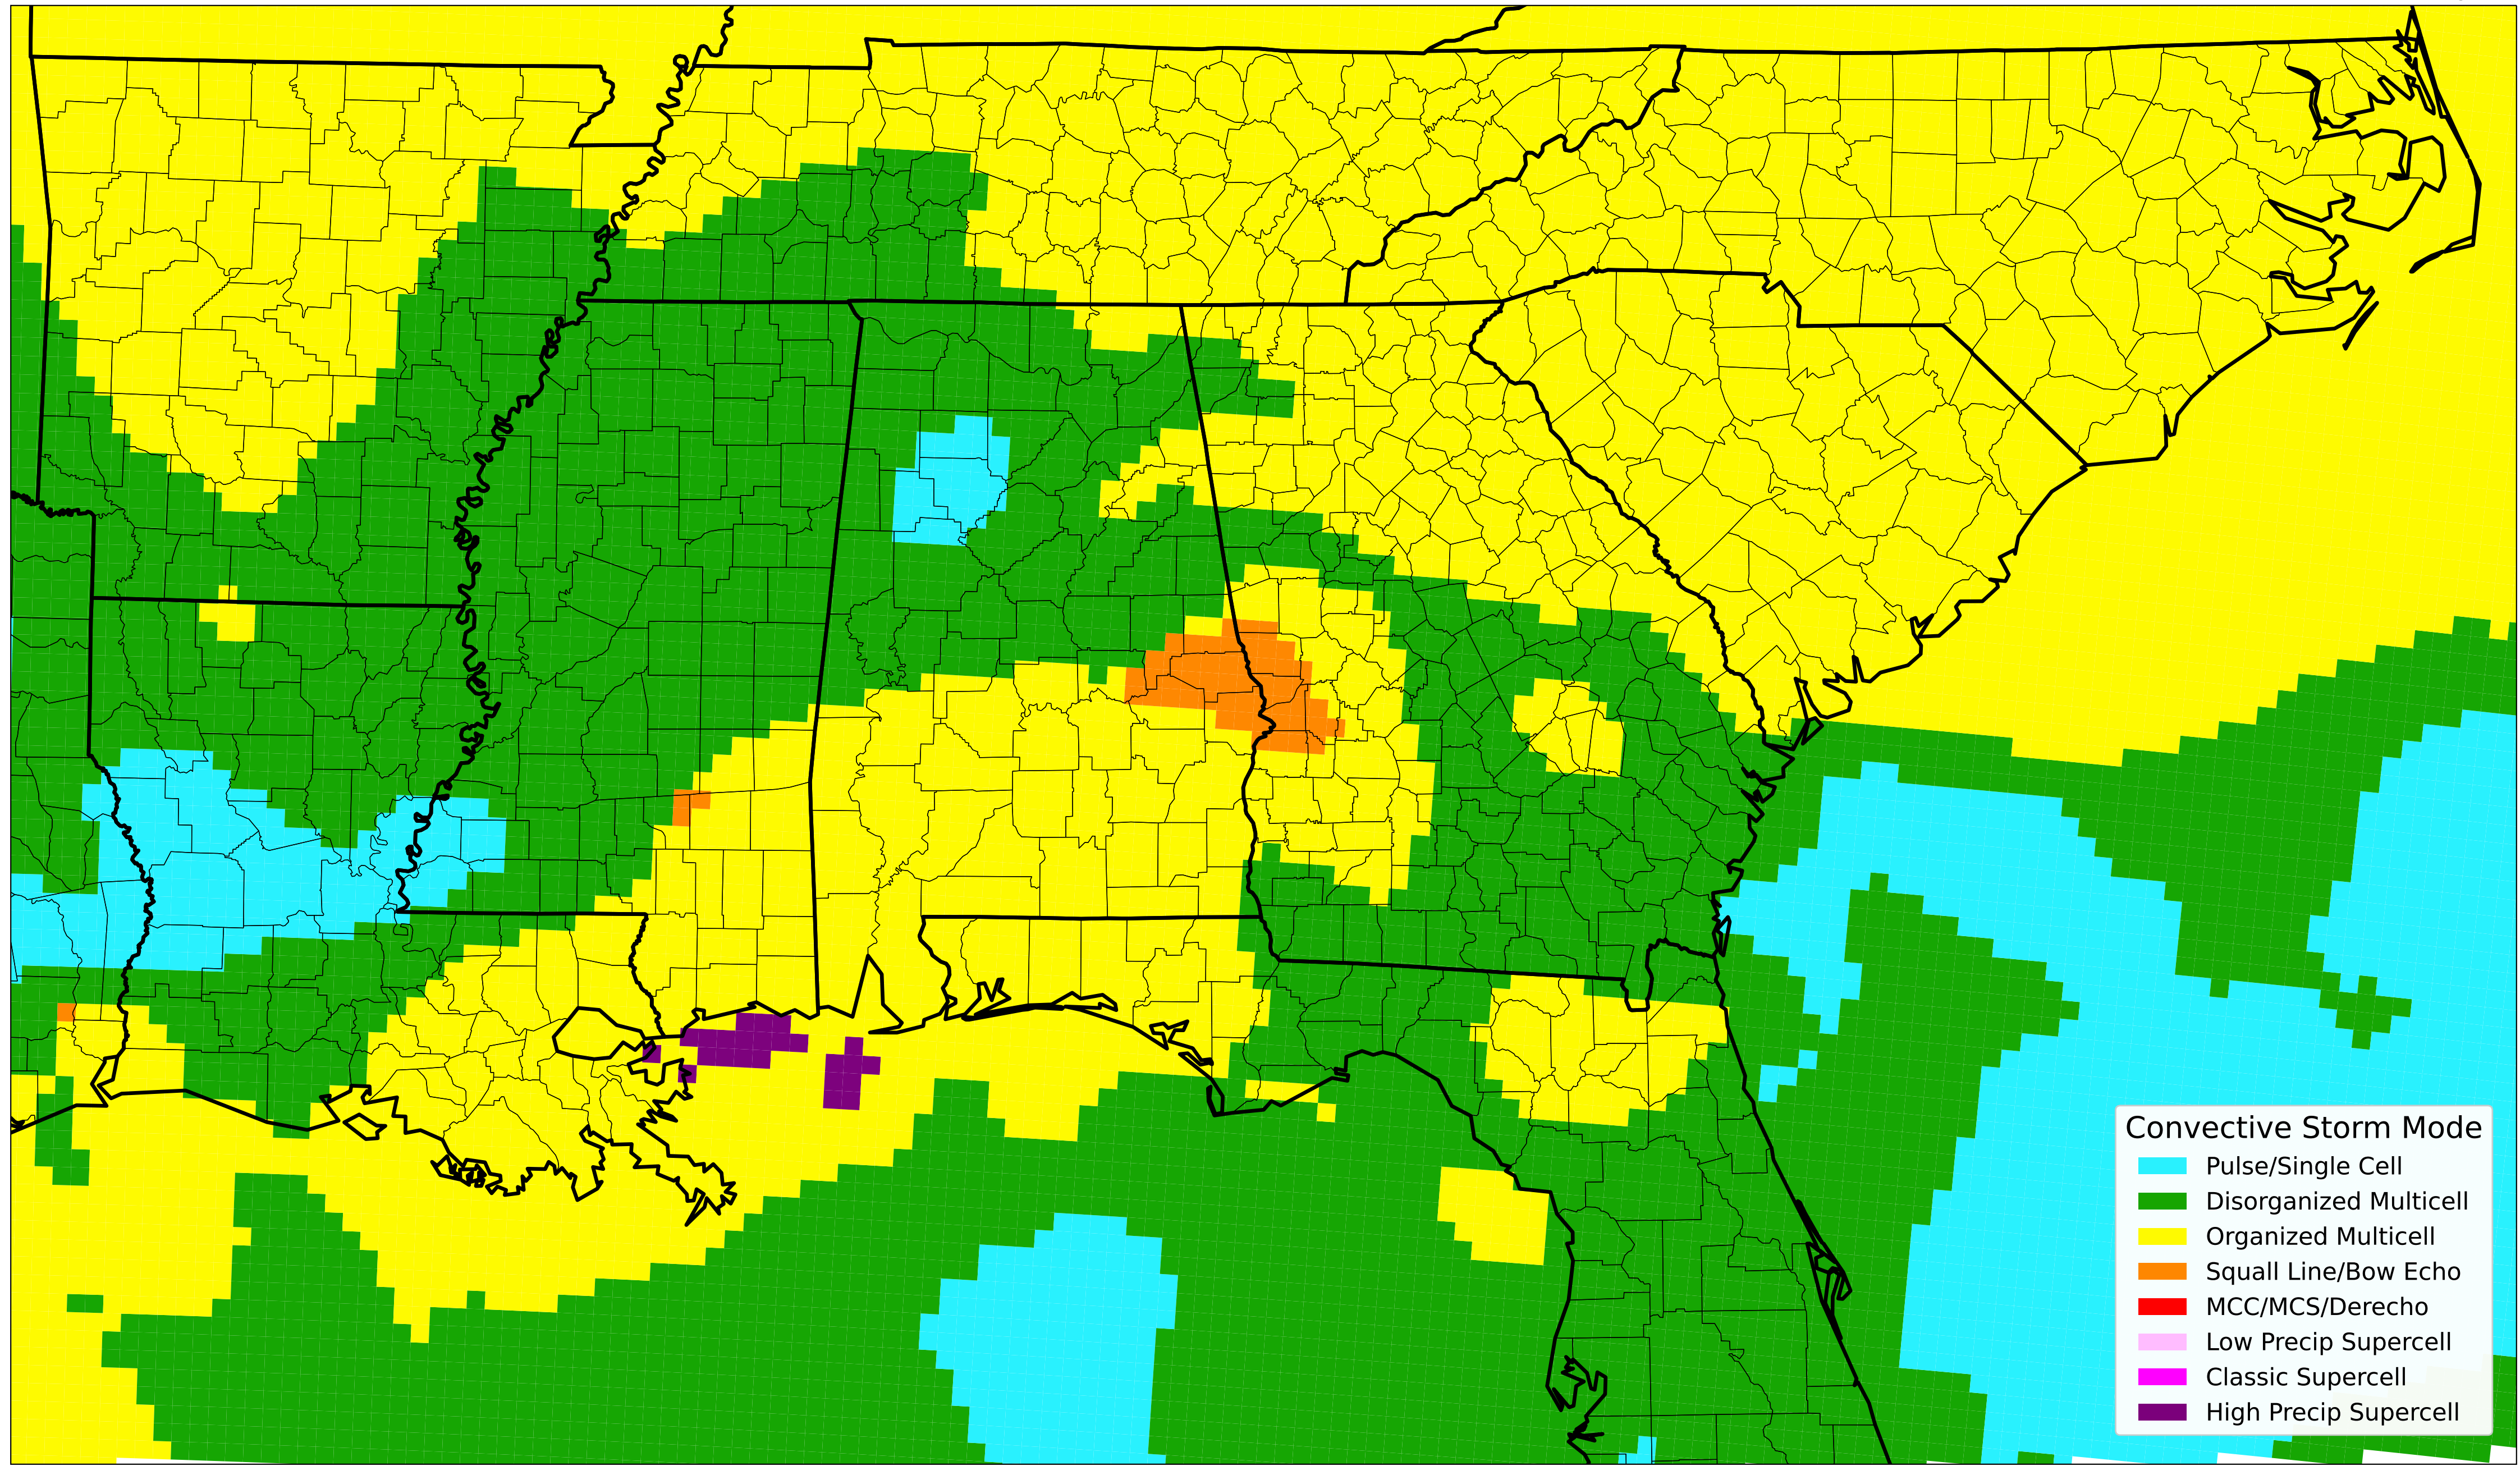 Convective Storm Mode
Pulse/Single Cell
Disorganized Multicell
Organized Multicell
Squall Line/Bow Echo
MCC/MCS/Derecho
Low Precip Supercell
Classic Supercell
High Precip Supercell